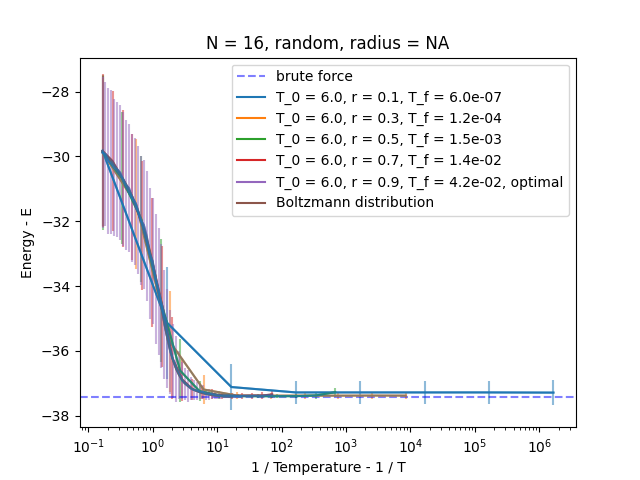 N = 16, random, radius = NA
brute force
T_0 = 6.0, r = 0.1, T_f = 6.0e-07
T_0 = 6.0, r = 0.3, T_f = 1.2e-04
T_0 = 6.0, r = 0.5, T_f = 1.5e-03
T_0 = 6.0, r = 0.7, T_f = 1.4e-02
T_0 = 6.0, r = 0.9, T_f = 4.2e-02, optimal
Boltzmann distribution
Energy - E
−28
−30
−32
−34
−36
−38
10⁻¹ 10⁰ 10¹ 10² 10³ 10⁴ 10⁵ 10⁶
1 / Temperature - 1 / T